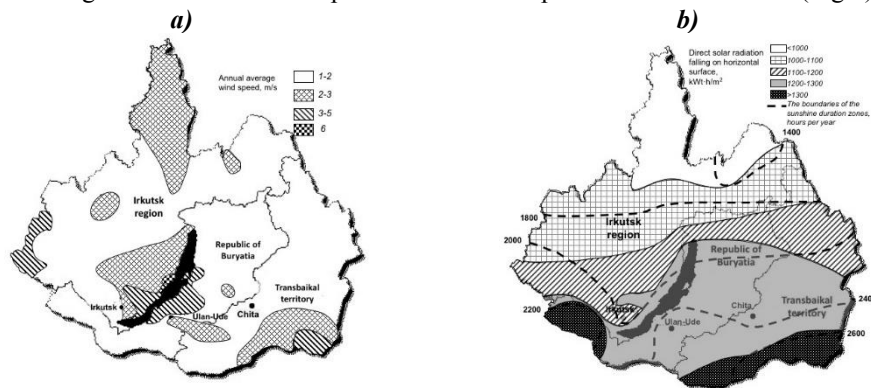 a)
b)
Annual average
wind speed, m/s
1-2
2-3
3-5
6
Irkutsk
region
Republic of
Buryatia
Transbaikal
territory
Irkutsk
Ulan-Ude
Chita
Direct solar radiation
falling on horizontal
surface,
kWt·h/m²
<1000
1000-1100
1100-1200
1200-1300
>1300
The boundaries of the
sunshine duration zones,
hours per year
1400
1800
2000
2200
240
2600
Irkutsk
region
Republic of
Buryatia
Irkutsk
Ulan-Ude
Chita
Transbaikal
territory